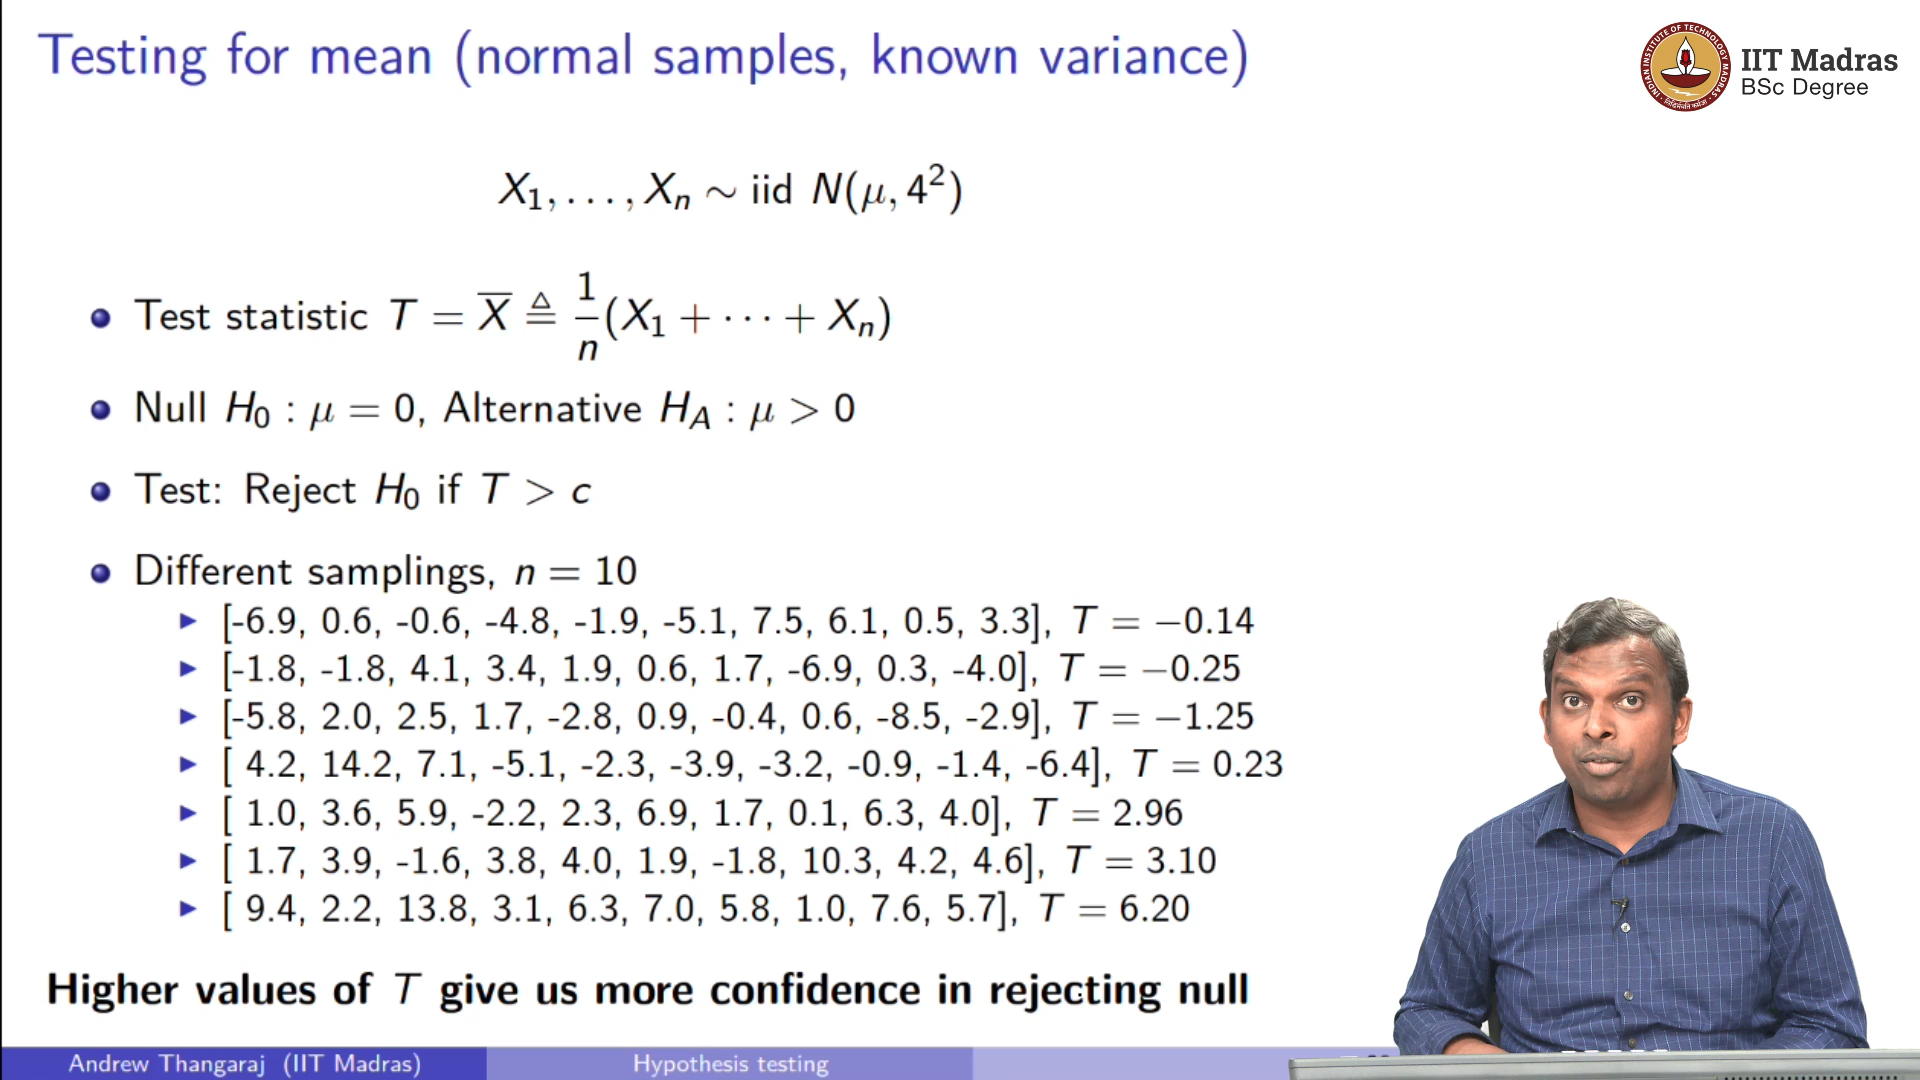 Testing for mean (normal samples, known variance)
IIT Madras
BSc Degree
INDIAN INSTITUTE OF TECHNOLOGY MADRAS
X₁, . . . , Xₙ ∼ iid N(μ, 4²)
Test statistic T = X̅ ≜ 1/n (X₁ + · · · + Xₙ)
Null H₀ : μ = 0, Alternative H_A : μ > 0
Test: Reject H₀ if T > c
Different samplings, n = 10
[-6.9, 0.6, -0.6, -4.8, -1.9, -5.1, 7.5, 6.1, 0.5, 3.3], T = −0.14
[-1.8, -1.8, 4.1, 3.4, 1.9, 0.6, 1.7, -6.9, 0.3, -4.0], T = −0.25
[-5.8, 2.0, 2.5, 1.7, -2.8, 0.9, -0.4, 0.6, -8.5, -2.9], T = −1.25
[ 4.2, 14.2, 7.1, -5.1, -2.3, -3.9, -3.2, -0.9, -1.4, -6.4], T = 0.23
[ 1.0, 3.6, 5.9, -2.2, 2.3, 6.9, 1.7, 0.1, 6.3, 4.0], T = 2.96
[ 1.7, 3.9, -1.6, 3.8, 4.0, 1.9, -1.8, 10.3, 4.2, 4.6], T = 3.10
[ 9.4, 2.2, 13.8, 3.1, 6.3, 7.0, 5.8, 1.0, 7.6, 5.7], T = 6.20
Higher values of T give us more confidence in rejecting null
Andrew Thangaraj (IIT Madras)
Hypothesis testing